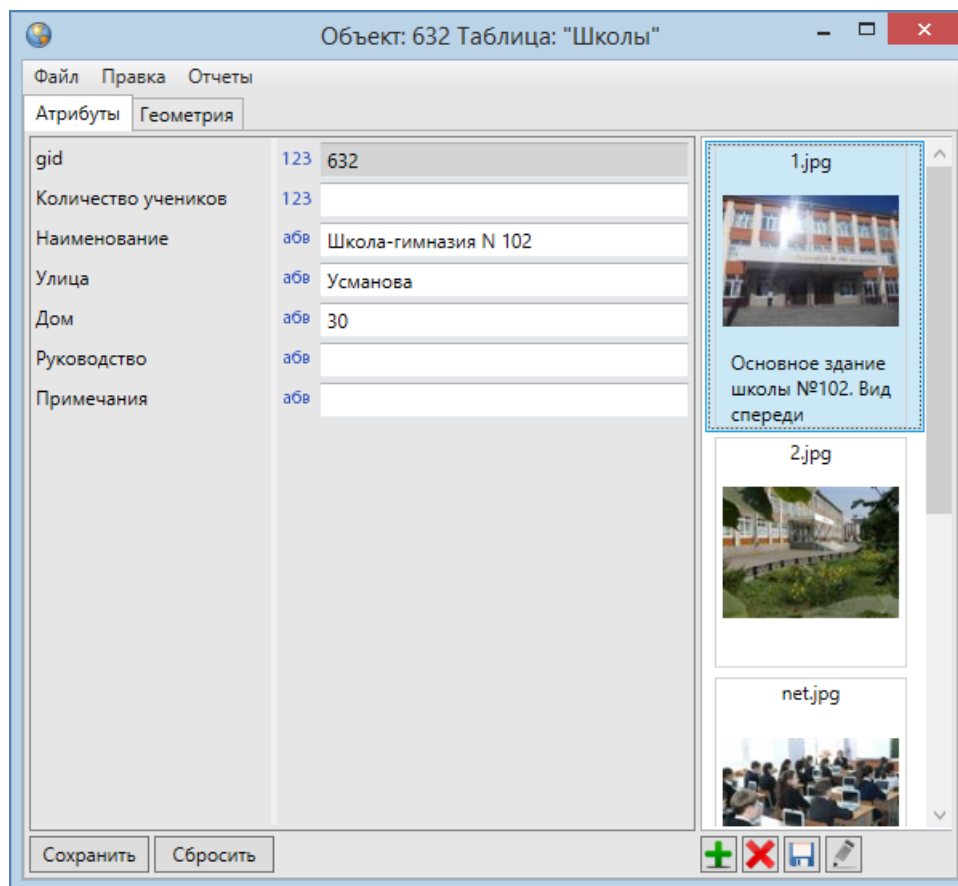 Объект: 632 Таблица: "Школы"
Файл Правка Отчеты
Атрибуты Геометрия
gid 123 632
Количество учеников 123
Наименование абв Школа-гимназия N 102
Улица абв Усманова
Дом абв 30
Руководство абв
Примечания абв
1.jpg
Основное здание
школы №102. Вид
спереди
2.jpg
net.jpg
Сохранить Сбросить